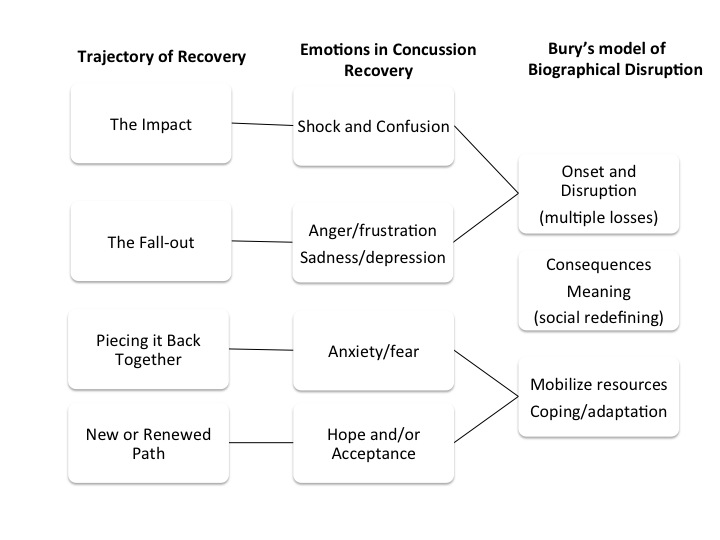 Trajectory of Recovery
Emotions in Concussion
Recovery
Bury's model of
Biographical Disruption
The Impact
Shock and Confusion
Onset and
Disruption
(multiple losses)
The Fall-out
Anger/frustration
Sadness/depression
Consequences
Meaning
(social redefining)
Piecing it Back
Together
Anxiety/fear
Mobilize resources
Coping/adaptation
New or Renewed
Path
Hope and/or
Acceptance